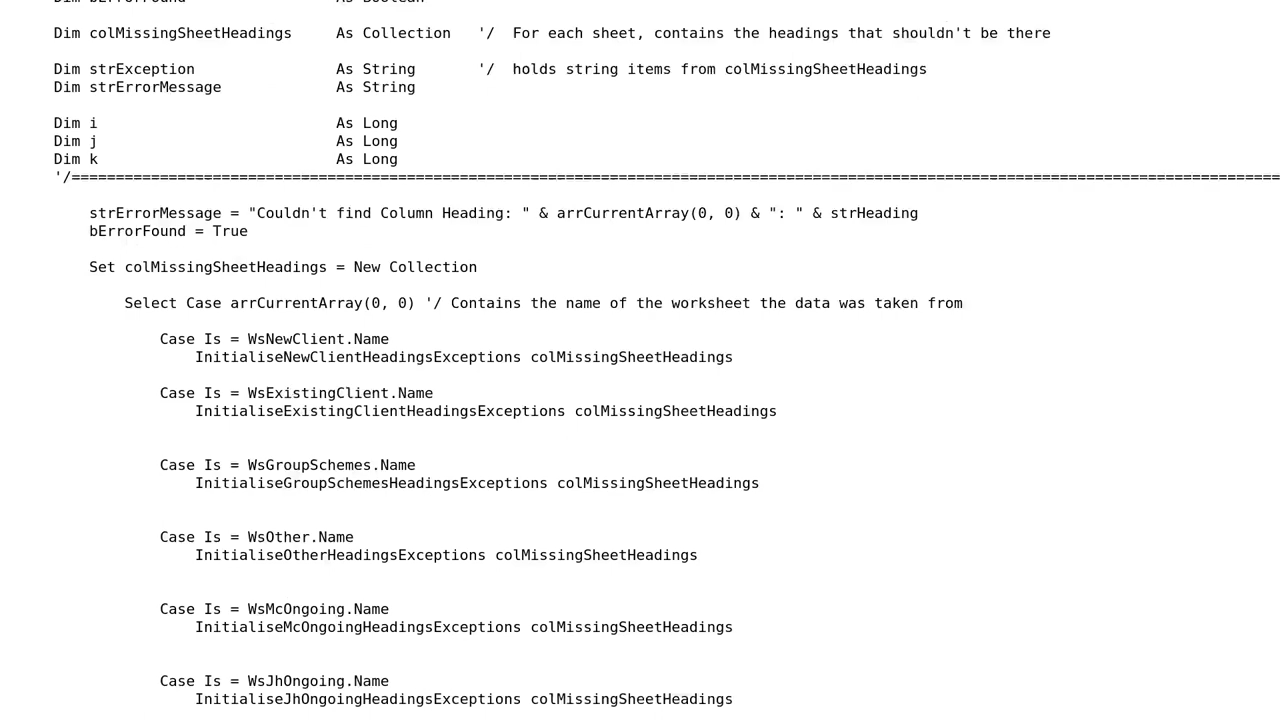 Dim bErrorFound As Boolean
Dim colMissingSheetHeadings As Collection '/ For each sheet, contains the headings that shouldn't be there
Dim strException As String '/ holds string items from colMissingSheetHeadings
Dim strErrorMessage As String
Dim i As Long
Dim j As Long
Dim k As Long
'/==========================================================================================================================================
strErrorMessage = "Couldn't find Column Heading: " & arrCurrentArray(0, 0) & ": " & strHeading
bErrorFound = True
Set colMissingSheetHeadings = New Collection
Select Case arrCurrentArray(0, 0) '/ Contains the name of the worksheet the data was taken from
Case Is = WsNewClient.Name
InitialiseNewClientHeadingsExceptions colMissingSheetHeadings
Case Is = WsExistingClient.Name
InitialiseExistingClientHeadingsExceptions colMissingSheetHeadings
Case Is = WsGroupSchemes.Name
InitialiseGroupSchemesHeadingsExceptions colMissingSheetHeadings
Case Is = WsOther.Name
InitialiseOtherHeadingsExceptions colMissingSheetHeadings
Case Is = WsMcOngoing.Name
InitialiseMcOngoingHeadingsExceptions colMissingSheetHeadings
Case Is = WsJhOngoing.Name
InitialiseJhOngoingHeadingsExceptions colMissingSheetHeadings